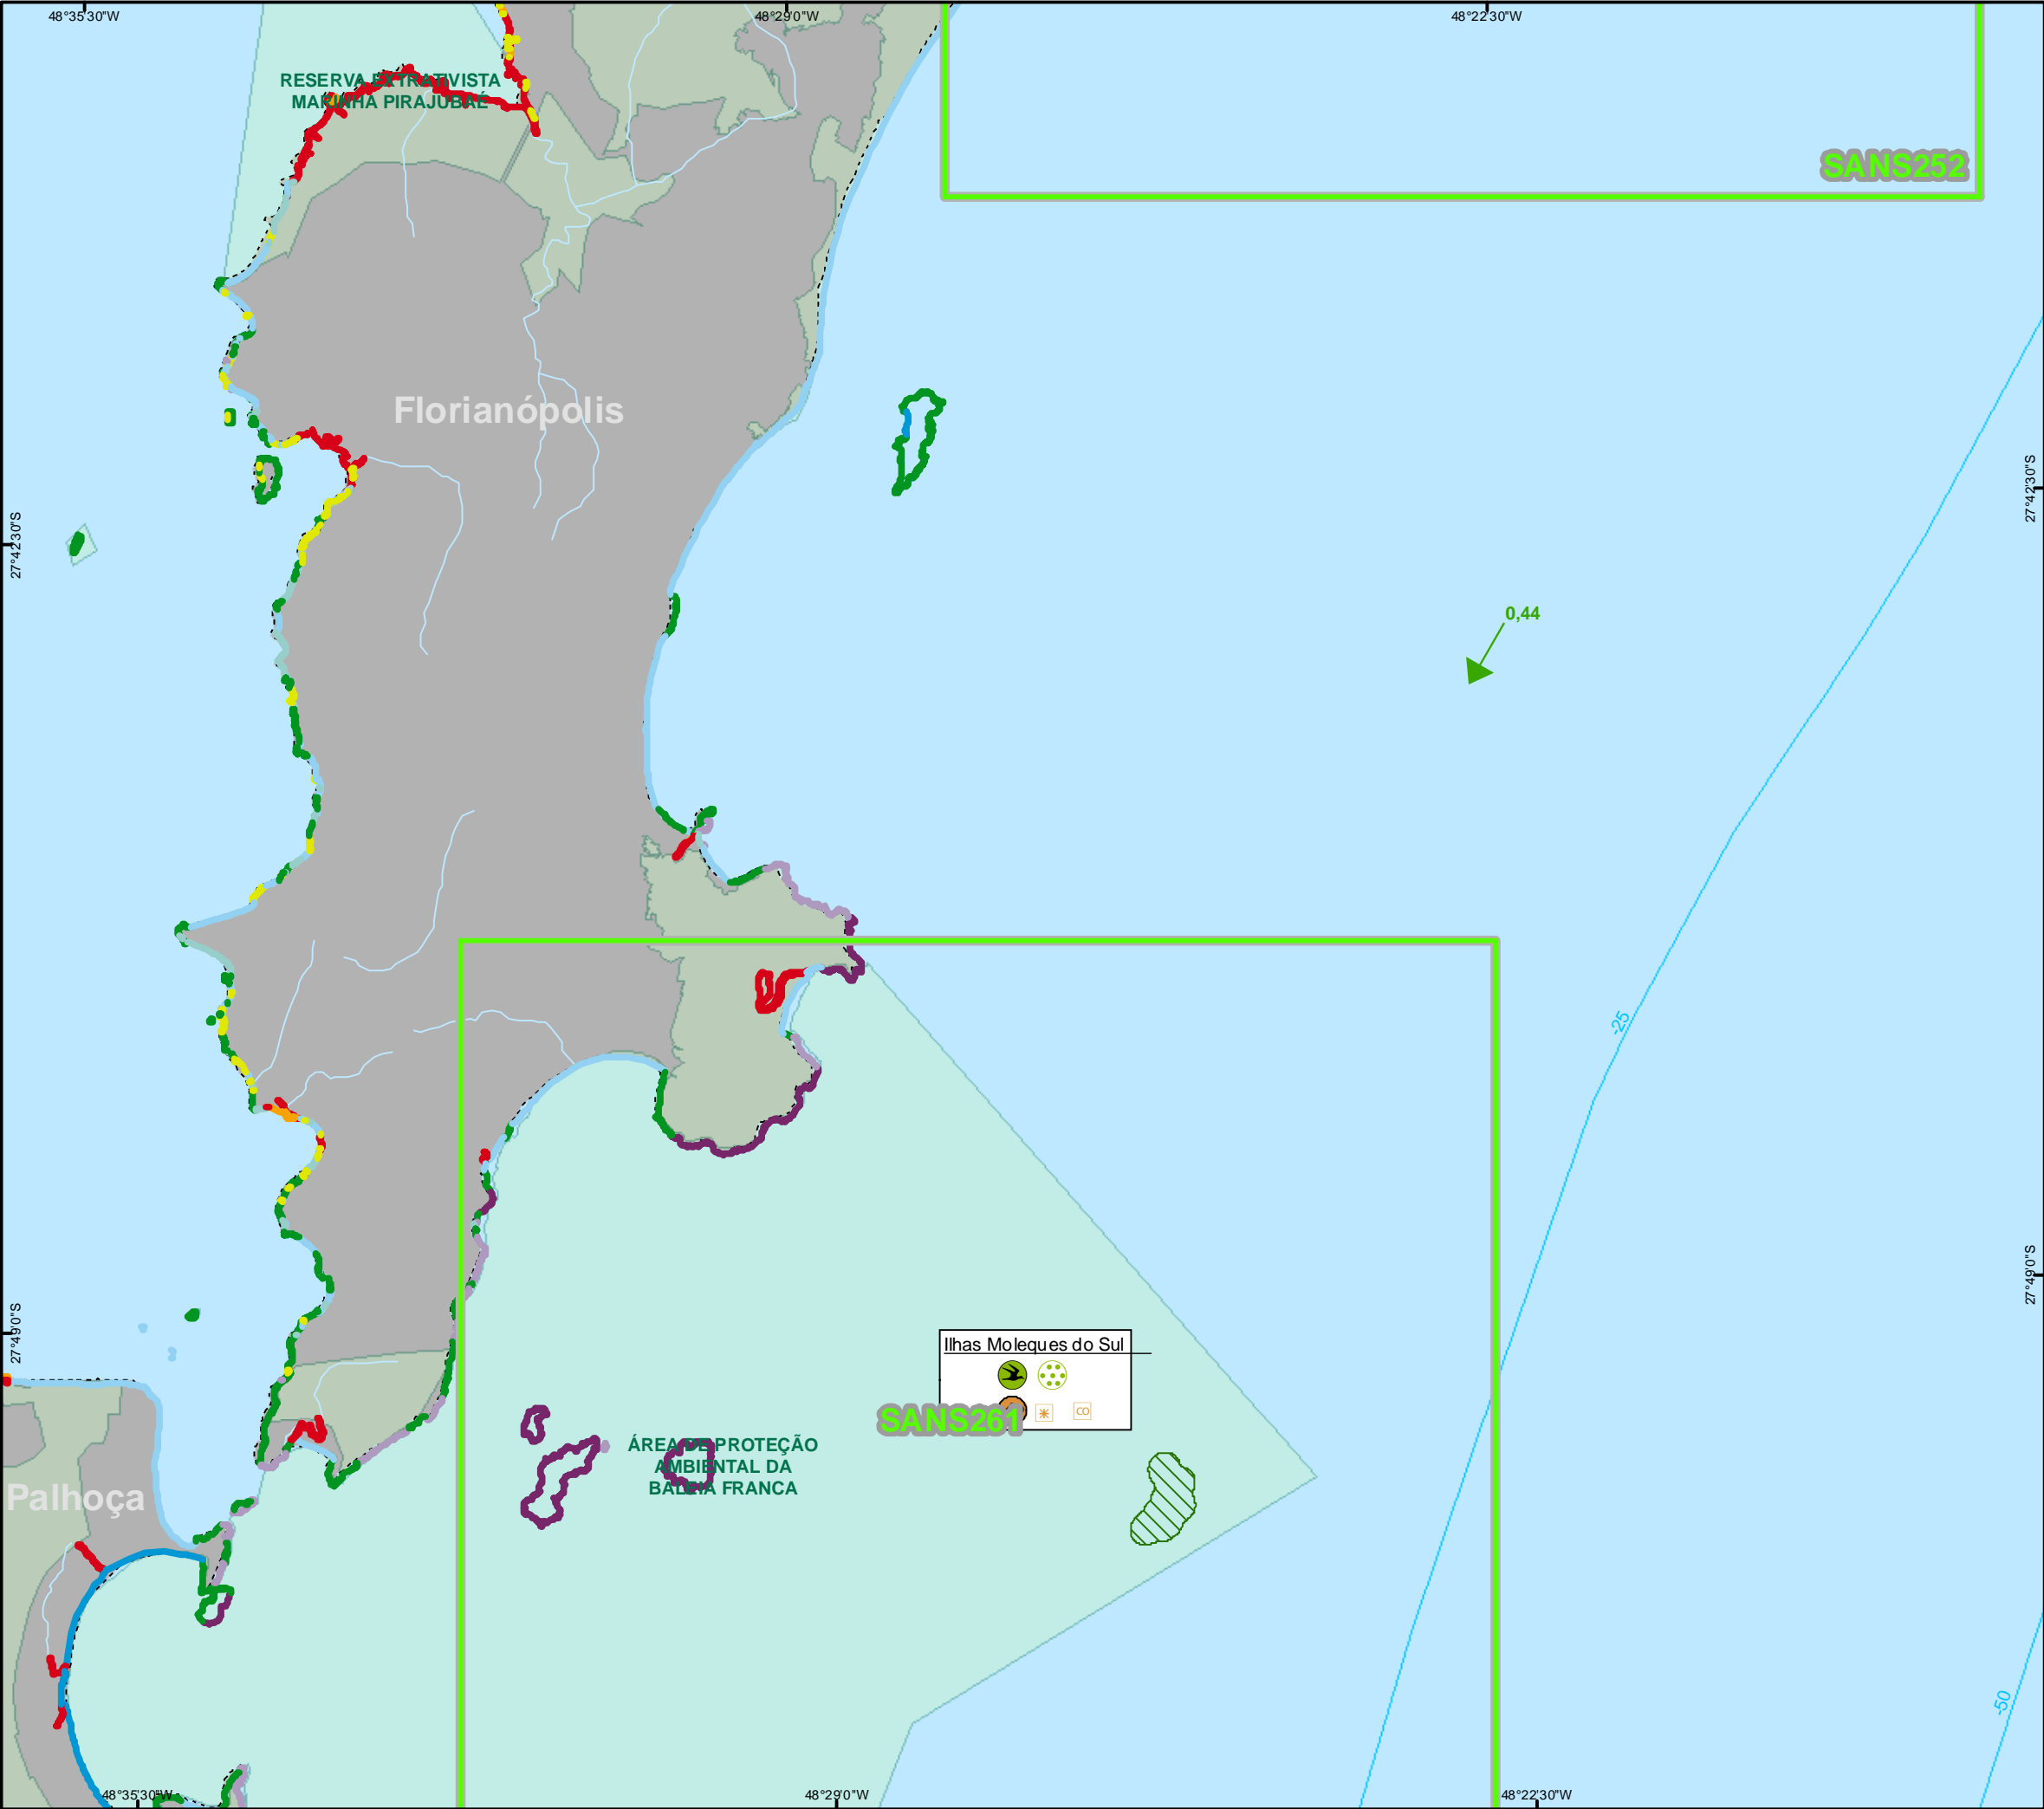 48°35'30"W
48°29'0"W
48°22'30"W
RESERVA EXTRATIVISTA
MARINHA PIRAJUBAÉ
SANS252
Florianópolis
27°42'30"S
27°42'30"S
0,44
-25
27°49'0"S
27°49'0"S
Ilhas Moleques do Sul
CO
SANS261
ÁREA DE PROTEÇÃO
AMBIENTAL DA
BALEIA FRANCA
Palhoça
-50
48°35'30"W
48°29'0"W
48°22'30"W